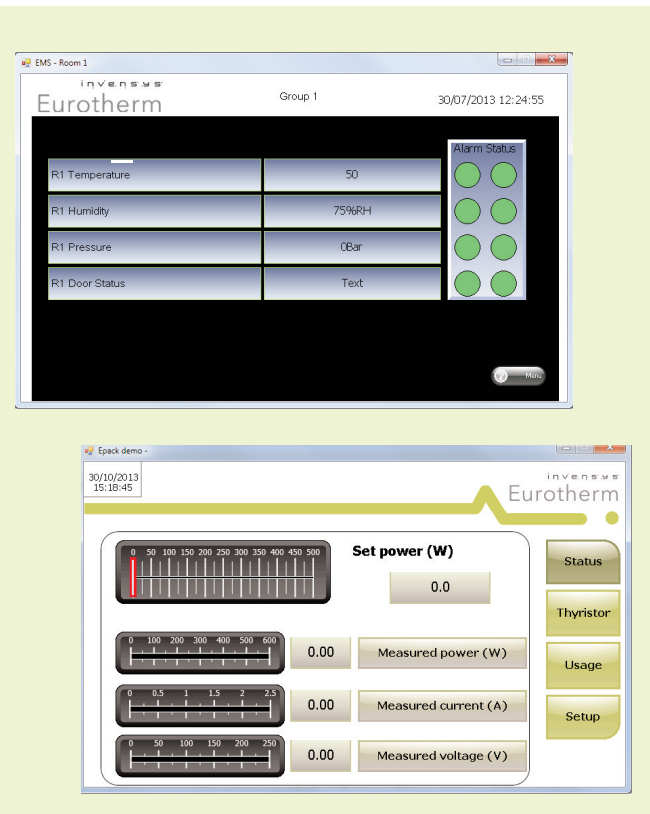 EMS - Room 1
invensys
Eurotherm
Group 1
30/07/2013 12:24:55
Alarm Status
R1 Temperature 50
R1 Humidity 75%RH
R1 Pressure 0Bar
R1 Door Status Text
Menu
Epack demo -
30/10/2013
15:18:45
invensys
Eurotherm
0 50 100 150 200 250 300 350 400 450 500
Set power (W)
0.0
Status
Thyristor
Usage
Setup
0 100 200 300 400 500 600
0.00 Measured power (W)
0 0.5 1 1.5 2 2.5
0.00 Measured current (A)
0 50 100 150 200 250
0.00 Measured voltage (V)